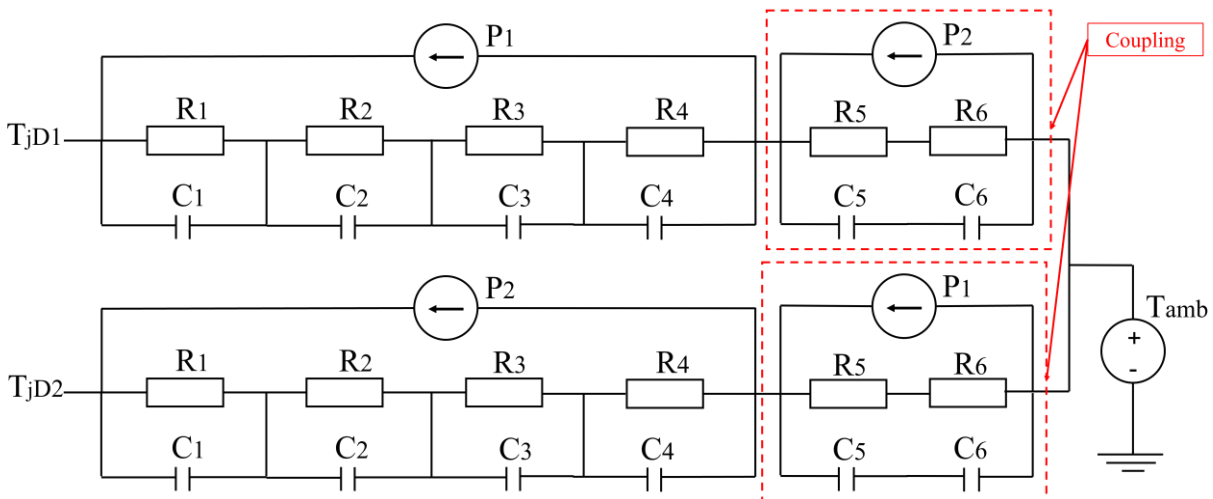 P1
P2
Coupling
R1 R2 R3 R4 R5 R6
TjD1
C1 C2 C3 C4 C5 C6
P2
P1
Tamb
+
-
R1 R2 R3 R4 R5 R6
TjD2
C1 C2 C3 C4 C5 C6